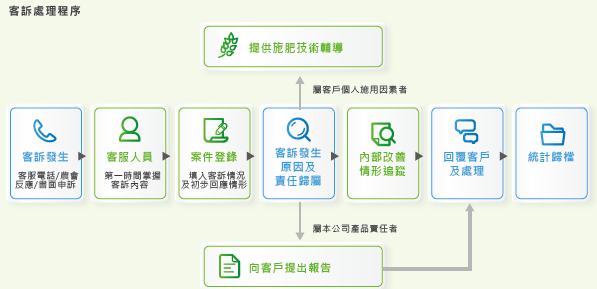 客訴處理程序
提供施肥技術輔導
屬客戶個人施用因素者
客訴發生
客服電話/農會
反應/書面申訴
客服人員
第一時間掌握
客訴內容
案件登錄
填入客訴情況
及初步回應情形
客訴發生
原因及
責任歸屬
內部改善
情形追蹤
回覆客戶
及處理
統計歸檔
屬本公司產品責任者
向客戶提出報告